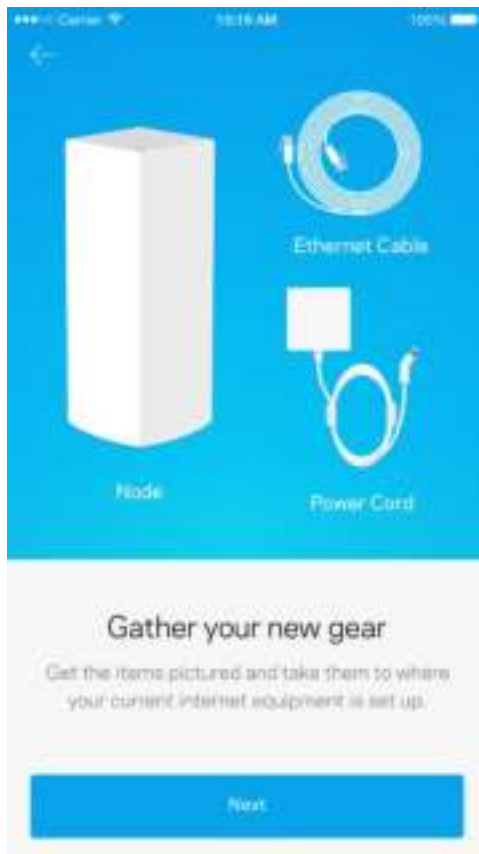 Carrier 10:19 AM 100%
Ethernet Cable
Node
Power Cord
Gather your new gear
Get the items pictured and take them to where
your current internet equipment is set up.
Next